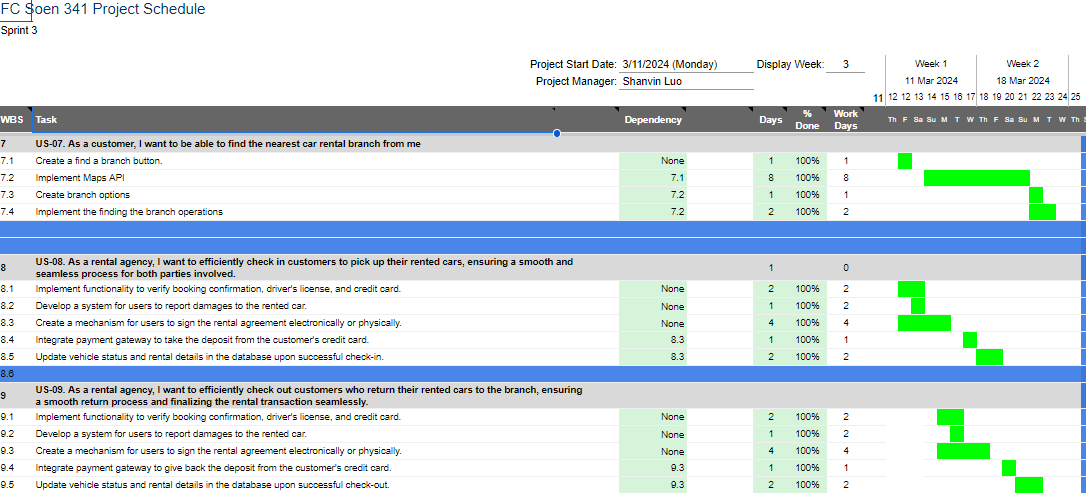 FC Soen 341 Project Schedule
Sprint 3
Project Start Date: 3/11/2024 (Monday) Display Week: 3 Week 1 Week 2
Project Manager: Shanvin Luo 11 Mar 2024 18 Mar 2024
11 12 12 13 14 15 16 17 18 19 20 21 22 23 24 25
WBS Task Dependency Days % Done Work Days Th F Sa Su M T W Th F Sa Su M T W Th S
7 US-07. As a customer, I want to be able to find the nearest car rental branch from me
7.1 Create a find a branch button. None 1 100% 1
7.2 Implement Maps API 7.1 8 100% 8
7.3 Create branch options 7.2 1 100% 1
7.4 Implement the finding the branch operations 7.2 2 100% 2
8 US-08. As a rental agency, I want to efficiently check in customers to pick up their rented cars, ensuring a smooth and 1 0
seamless process for both parties involved.
8.1 Implement functionality to verify booking confirmation, driver's license, and credit card. None 2 100% 2
8.2 Develop a system for users to report damages to the rented car. None 1 100% 2
8.3 Create a mechanism for users to sign the rental agreement electronically or physically. None 4 100% 4
8.4 Integrate payment gateway to take the deposit from the customer's credit card. 8.3 1 100% 1
8.5 Update vehicle status and rental details in the database upon successful check-in. 8.3 2 100% 2
8.6
9 US-09. As a rental agency, I want to efficiently check out customers who return their rented cars to the branch, ensuring
a smooth return process and finalizing the rental transaction seamlessly.
9.1 Implement functionality to verify booking confirmation, driver's license, and credit card. None 2 100% 2
9.2 Develop a system for users to report damages to the rented car. None 1 100% 2
9.3 Create a mechanism for users to sign the rental agreement electronically or physically. None 4 100% 4
9.4 Integrate payment gateway to give back the deposit from the customer's credit card. 9.3 1 100% 1
9.5 Update vehicle status and rental details in the database upon successful check-out. 9.3 2 100% 2